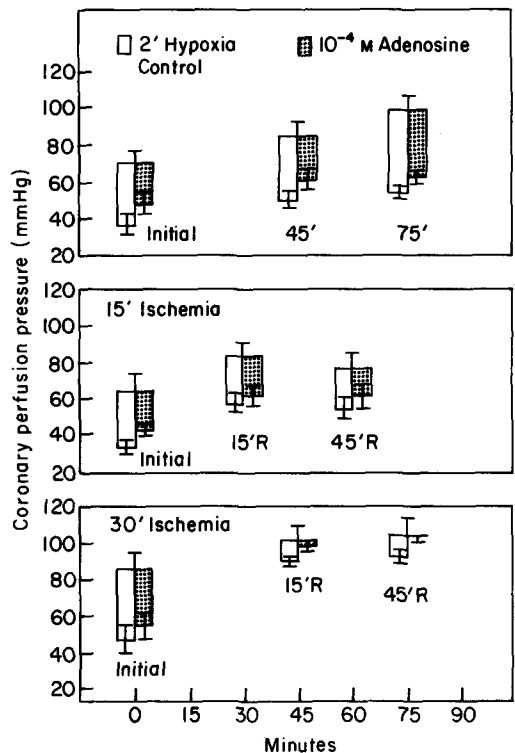 2' Hypoxia Control
10⁻⁴ M Adenosine
Coronary perfusion pressure (mmHg)
120
100
80
60
40
20
Initial
45'
75'
15' Ischemia
120
100
80
60
40
20
Initial
15'R
45'R
30' Ischemia
120
100
80
60
40
20
Initial
15'R
45'R
0 15 30 45 60 75 90
Minutes